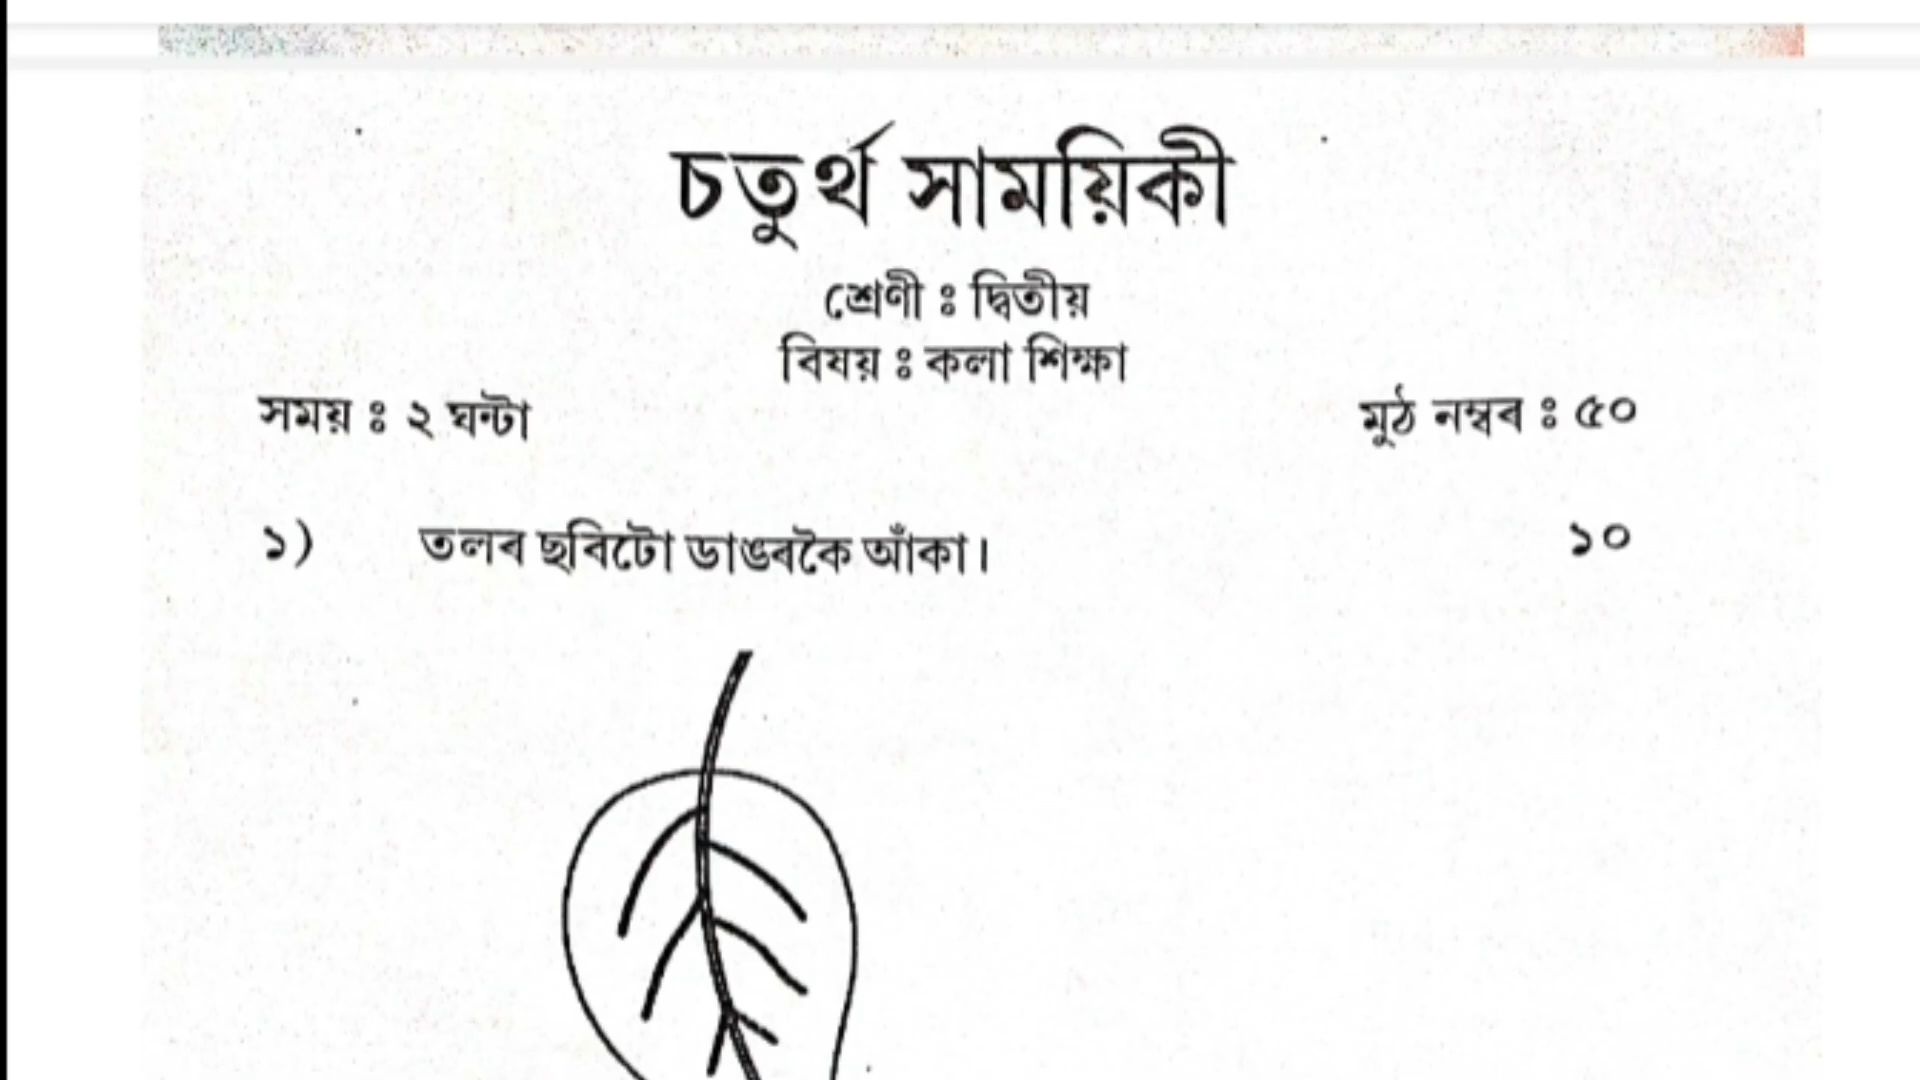 চতুৰ্থ সাময়িকী
শ্ৰেণী ঃ দ্বিতীয়
বিষয় ঃ কলা শিক্ষা
সময় ঃ ২ ঘন্টা মুঠ নম্বৰ ঃ ৫০
১) তলৰ ছবিটো ডাঙৰকৈ আঁকা। ১০